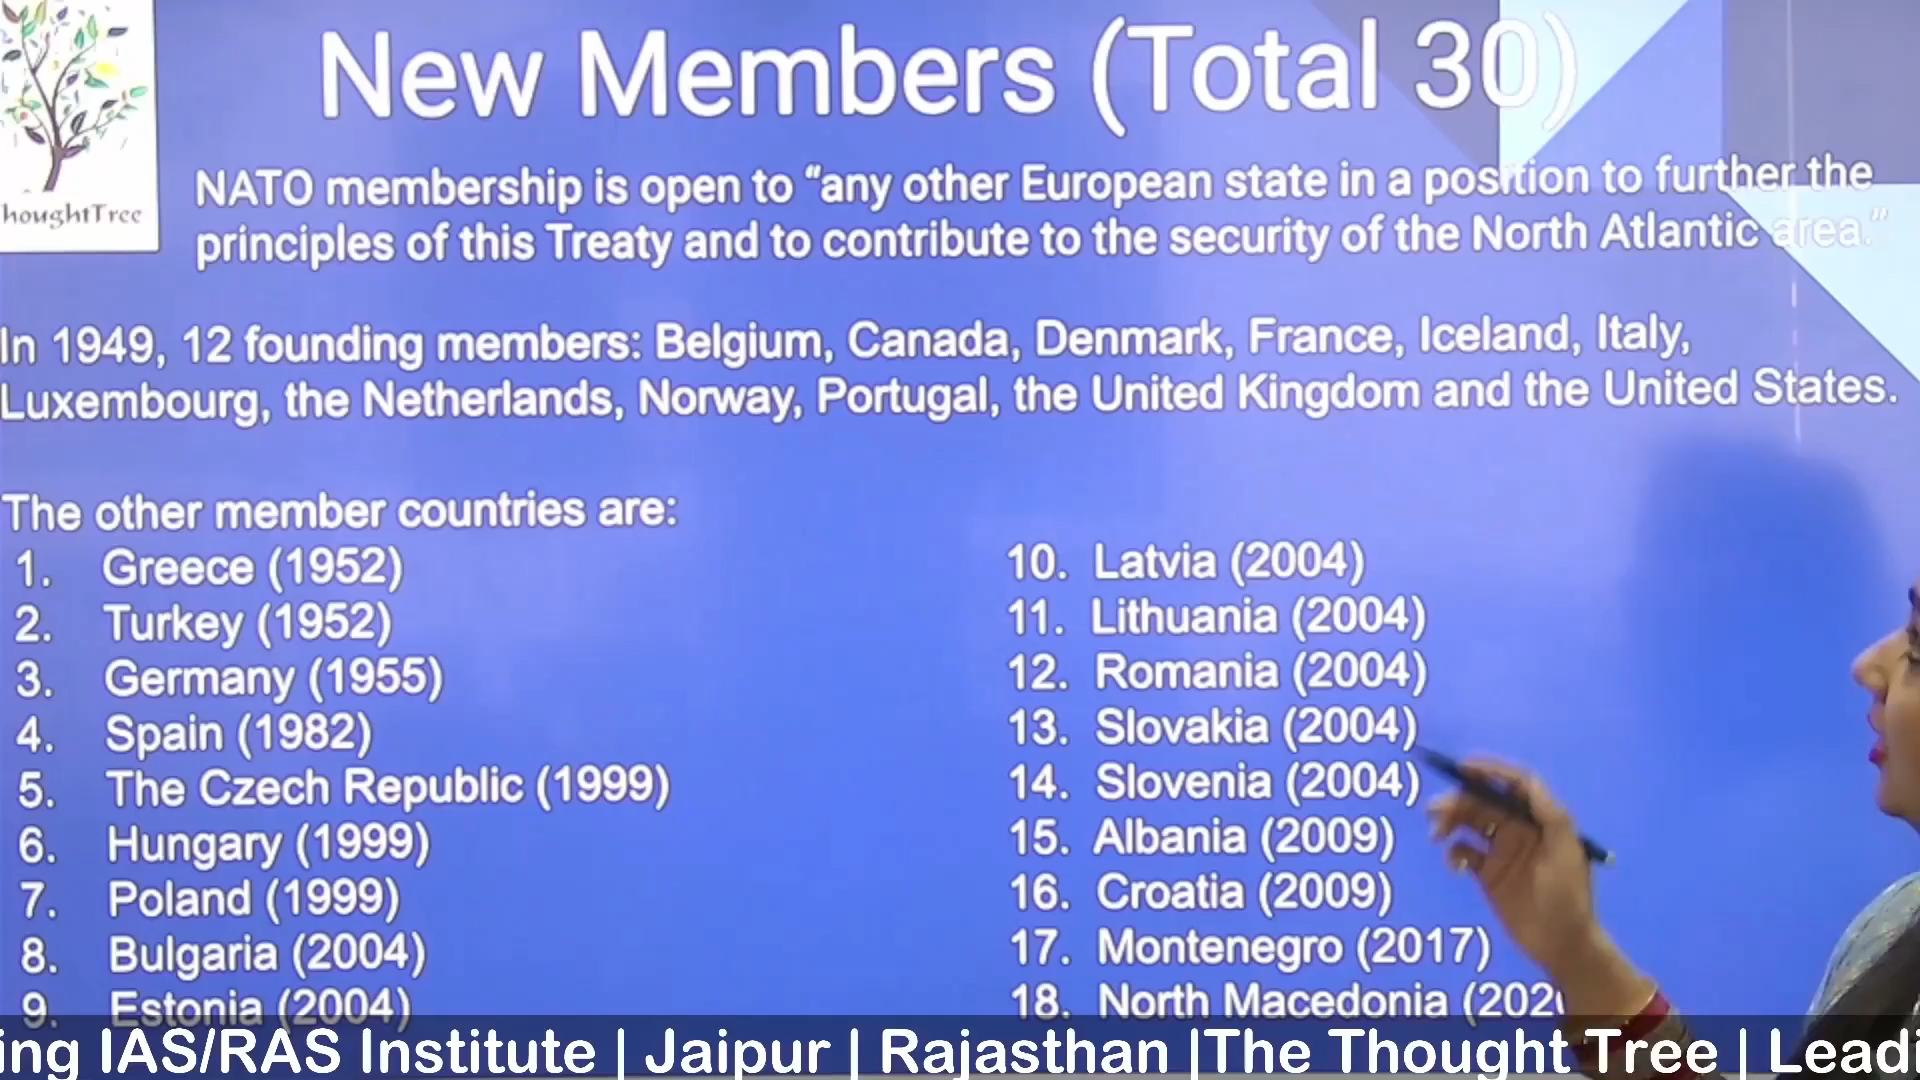 New Members (Total 30)
houghtTree
NATO membership is open to “any other European state in a position to further the
principles of this Treaty and to contribute to the security of the North Atlantic area.”
In 1949, 12 founding members: Belgium, Canada, Denmark, France, Iceland, Italy,
Luxembourg, the Netherlands, Norway, Portugal, the United Kingdom and the United States.
The other member countries are:
1. Greece (1952)
2. Turkey (1952)
3. Germany (1955)
4. Spain (1982)
5. The Czech Republic (1999)
6. Hungary (1999)
7. Poland (1999)
8. Bulgaria (2004)
9. Estonia (2004)
10. Latvia (2004)
11. Lithuania (2004)
12. Romania (2004)
13. Slovakia (2004)
14. Slovenia (2004)
15. Albania (2009)
16. Croatia (2009)
17. Montenegro (2017)
18. North Macedonia (202
ing IAS/RAS Institute | Jaipur | Rajasthan |The Thought Tree | Leadi